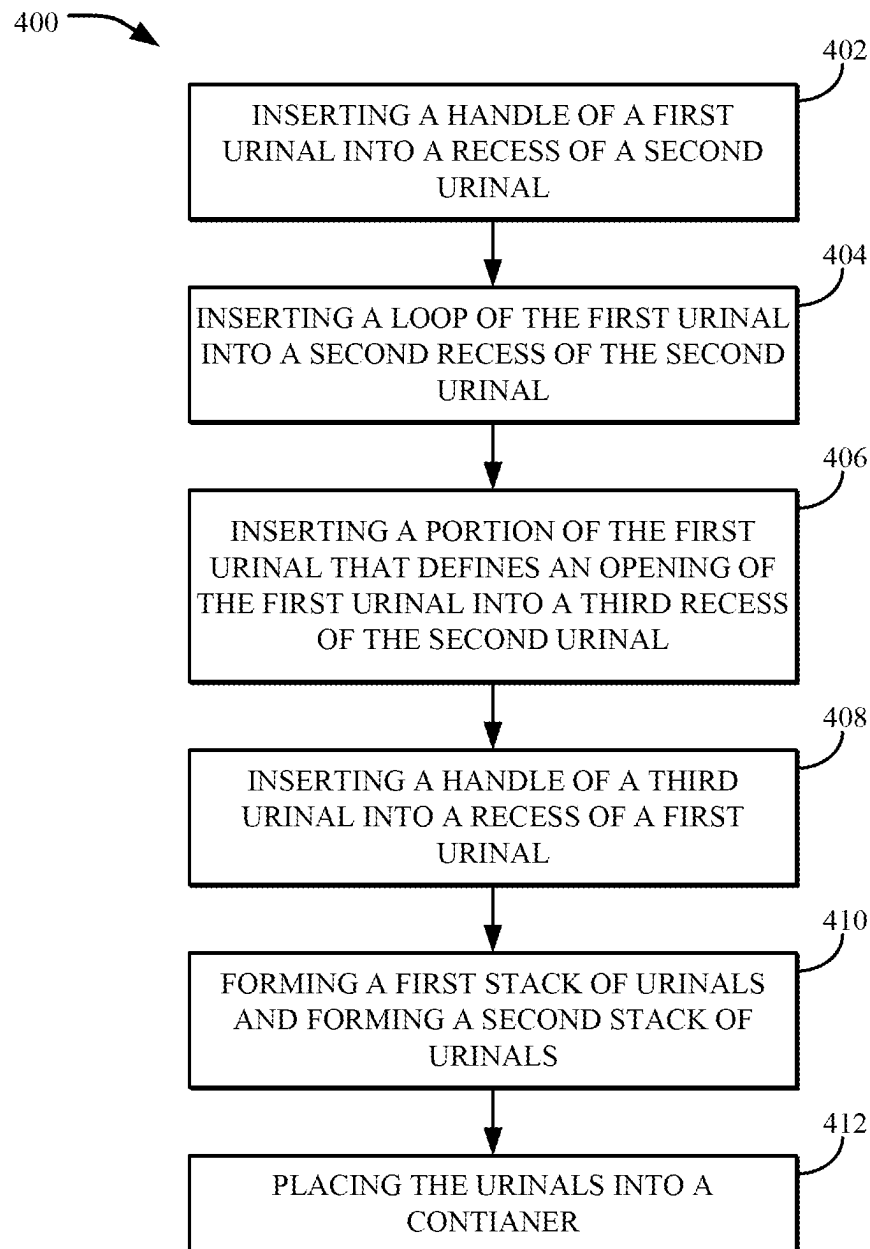 400
402
INSERTING A HANDLE OF A FIRST
URINAL INTO A RECESS OF A SECOND
URINAL
404
INSERTING A LOOP OF THE FIRST URINAL
INTO A SECOND RECESS OF THE SECOND
URINAL
406
INSERTING A PORTION OF THE FIRST
URINAL THAT DEFINES AN OPENING OF
THE FIRST URINAL INTO A THIRD RECESS
OF THE SECOND URINAL
408
INSERTING A HANDLE OF A THIRD
URINAL INTO A RECESS OF A FIRST
URINAL
410
FORMING A FIRST STACK OF URINALS
AND FORMING A SECOND STACK OF
URINALS
412
PLACING THE URINALS INTO A
CONTIANER